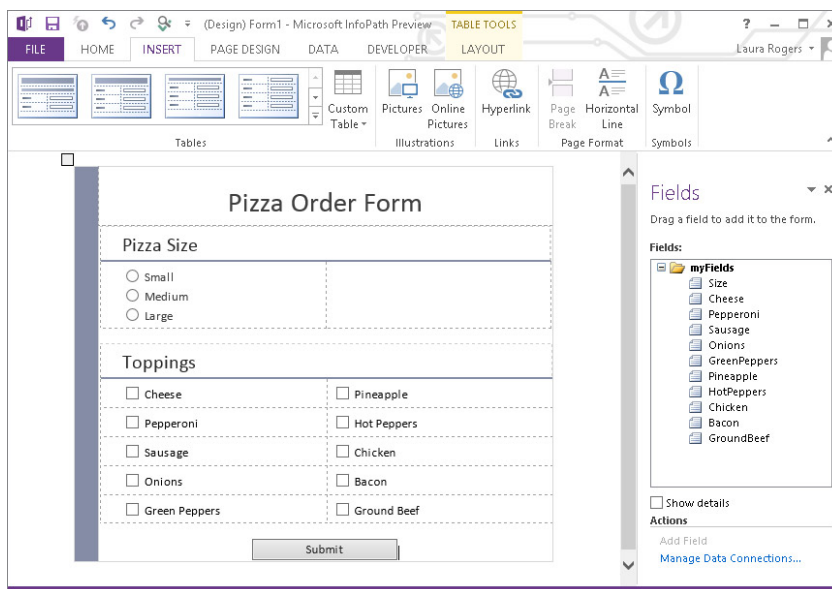 (Design) Form1 - Microsoft InfoPath Preview TABLE TOOLS ?
FILE HOME INSERT PAGE DESIGN DATA DEVELOPER LAYOUT Laura Rogers
Custom Table
Pictures
Online Pictures
Hyperlink
Page Break
Horizontal Line
Ω
Symbol
Tables Illustrations Links Page Format Symbols
Pizza Order Form
Pizza Size
Small
Medium
Large
Toppings
Cheese Pineapple
Pepperoni Hot Peppers
Sausage Chicken
Onions Bacon
Green Peppers Ground Beef
Submit
Fields
Drag a field to add it to the form.
Fields:
myFields
Size
Cheese
Pepperoni
Sausage
Onions
GreenPeppers
Pineapple
HotPeppers
Chicken
Bacon
GroundBeef
Show details
Actions
Add Field
Manage Data Connections...